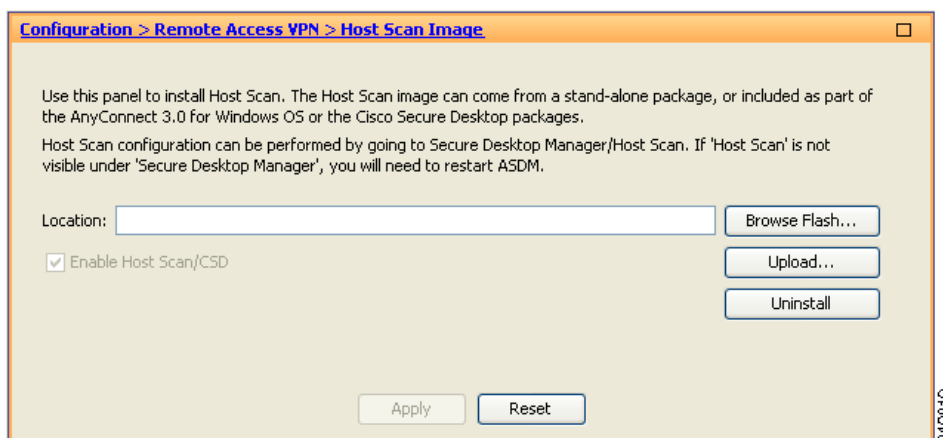 Configuration > Remote Access VPN > Host Scan Image
Use this panel to install Host Scan. The Host Scan image can come from a stand-alone package, or included as part of
the AnyConnect 3.0 for Windows OS or the Cisco Secure Desktop packages.
Host Scan configuration can be performed by going to Secure Desktop Manager/Host Scan. If 'Host Scan' is not
visible under 'Secure Desktop Manager', you will need to restart ASDM.
Location:
Browse Flash...
Enable Host Scan/CSD
Upload...
Uninstall
Apply
Reset